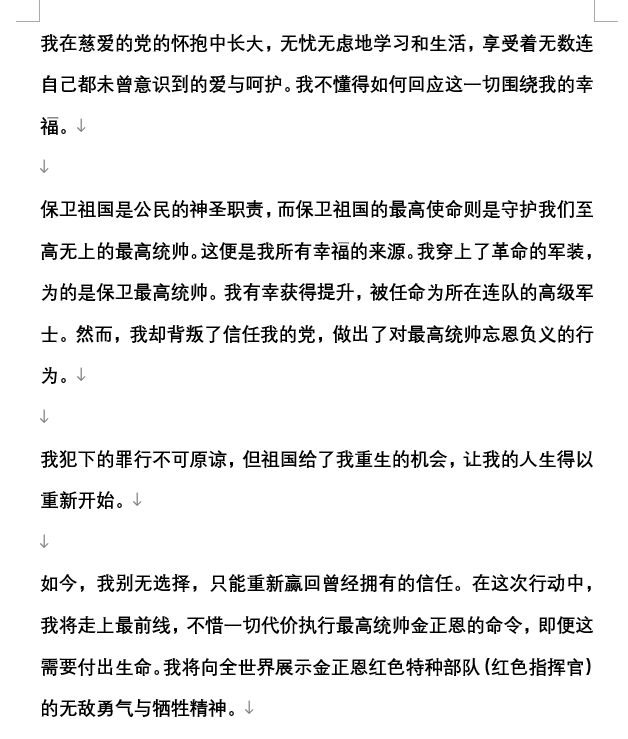 我在慈爱的党的怀抱中长大，无忧无虑地学习和生活，享受着无数连
自己都未曾意识到的爱与呵护。我不懂得如何回应这一切围绕我的幸
福。↓
↓
保卫祖国是公民的神圣职责，而保卫祖国的最高使命则是守护我们至
高无上的最高统帅。这便是我所有幸福的来源。我穿上了革命的军装，
为的是保卫最高统帅。我有幸获得提升，被任命为所在连队的高级军
士。然而，我却背叛了信任我的党，做出了对最高统帅忘恩负义的行
为。↓
↓
我犯下的罪行不可原谅，但祖国给了我重生的机会，让我的人生得以
重新开始。↓
↓
如今，我别无选择，只能重新赢回曾经拥有的信任。在这次行动中，
我将走上最前线，不惜一切代价执行最高统帅金正恩的命令，即便这
需要付出生命。我将向全世界展示金正恩红色特种部队（红色指挥官）
的无敌勇气与牺牲精神。↓